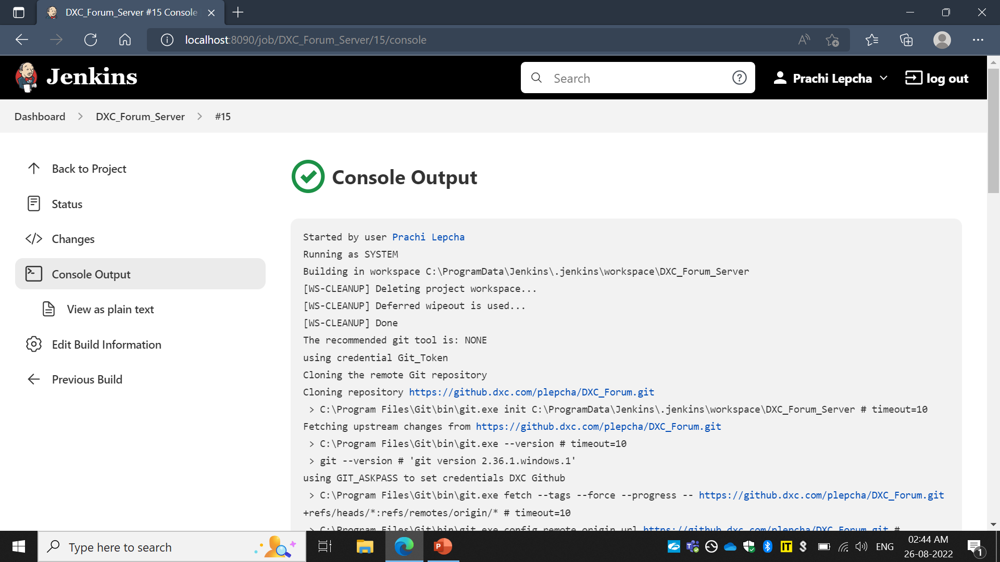 DXC_Forum_Server #15 Console
localhost:8090/job/DXC_Forum_Server/15/console
Jenkins
Search
Prachi Lepcha
log out
Dashboard
DXC_Forum_Server
#15
Back to Project
Status
Changes
Console Output
View as plain text
Edit Build Information
Previous Build
Console Output
Started by user Prachi Lepcha
Running as SYSTEM
Building in workspace C:\ProgramData\Jenkins\.jenkins\workspace\DXC_Forum_Server
[WS-CLEANUP] Deleting project workspace...
[WS-CLEANUP] Deferred wipeout is used...
[WS-CLEANUP] Done
The recommended git tool is: NONE
using credential Git_Token
Cloning the remote Git repository
Cloning repository https://github.dxc.com/plepcha/DXC_Forum.git
> C:\Program Files\Git\bin\git.exe init C:\ProgramData\Jenkins\.jenkins\workspace\DXC_Forum_Server # timeout=10
Fetching upstream changes from https://github.dxc.com/plepcha/DXC_Forum.git
> C:\Program Files\Git\bin\git.exe --version # timeout=10
> git --version # 'git version 2.36.1.windows.1'
using GIT_ASKPASS to set credentials DXC Github
> C:\Program Files\Git\bin\git.exe fetch --tags --force --progress -- https://github.dxc.com/plepcha/DXC_Forum.git
+refs/heads/*:refs/remotes/origin/* # timeout=10
> C:\Program Files\Git\bin\git.exe config remote.origin.url https://github.dxc.com/plepcha/DXC_Forum.git #
Type here to search
IT
ENG
02:44 AM
26-08-2022
1